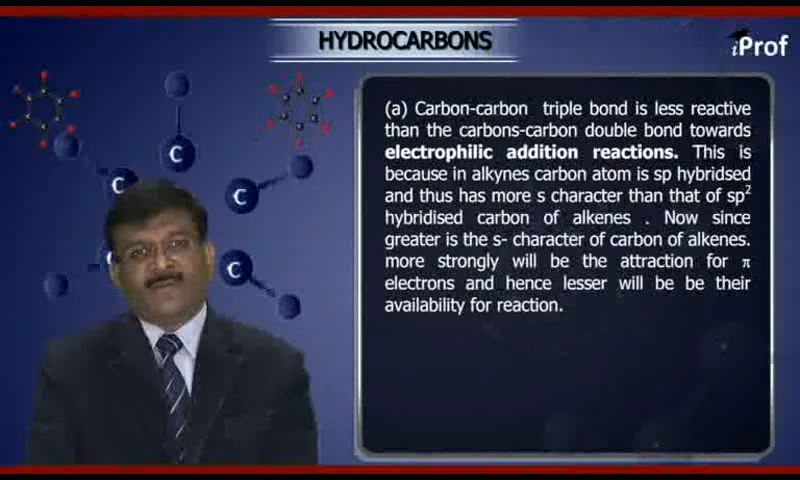 HYDROCARBONS
iProf
(a) Carbon-carbon triple bond is less reactive
than the carbons-carbon double bond towards
electrophilic addition reactions. This is
because in alkynes carbon atom is sp hybridsed
and thus has more s character than that of sp²
hybridised carbon of alkenes . Now since
greater is the s- character of carbon of alkenes.
more strongly will be the attraction for π
electrons and hence lesser will be be their
availability for reaction.
C
C
C
C